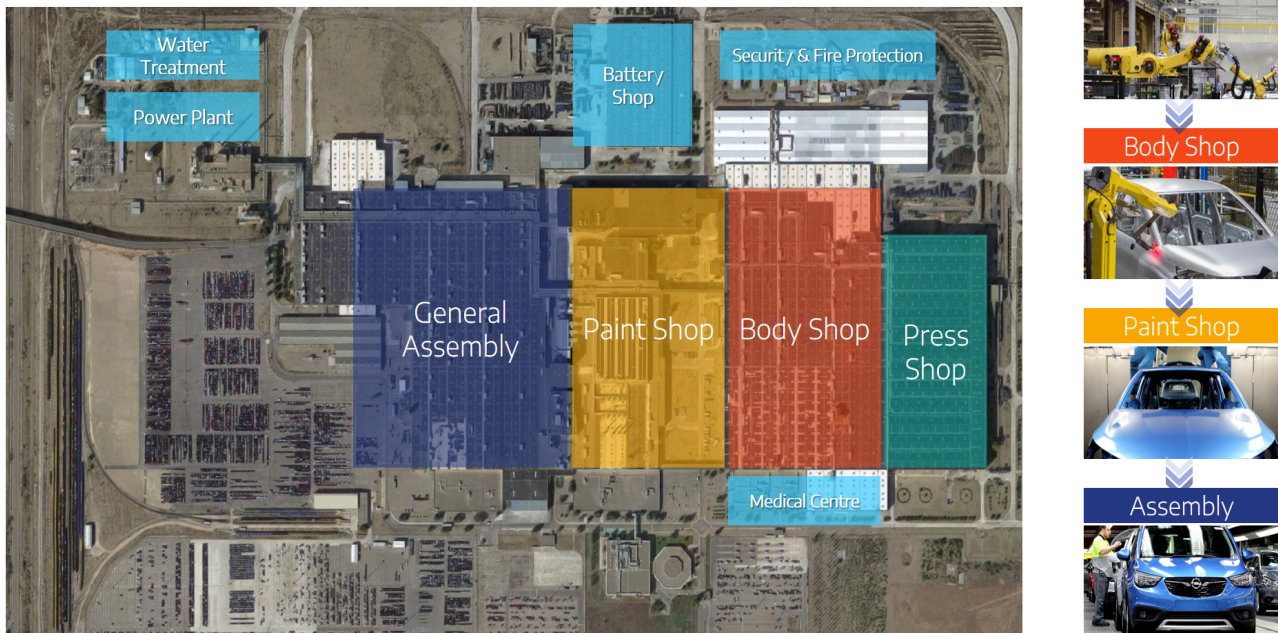 Water
Treatment
Power Plant
Battery
Shop
Security & Fire Protection
General
Assembly
Paint Shop
Body Shop
Press
Shop
Medical Centre
Body Shop
Paint Shop
Assembly